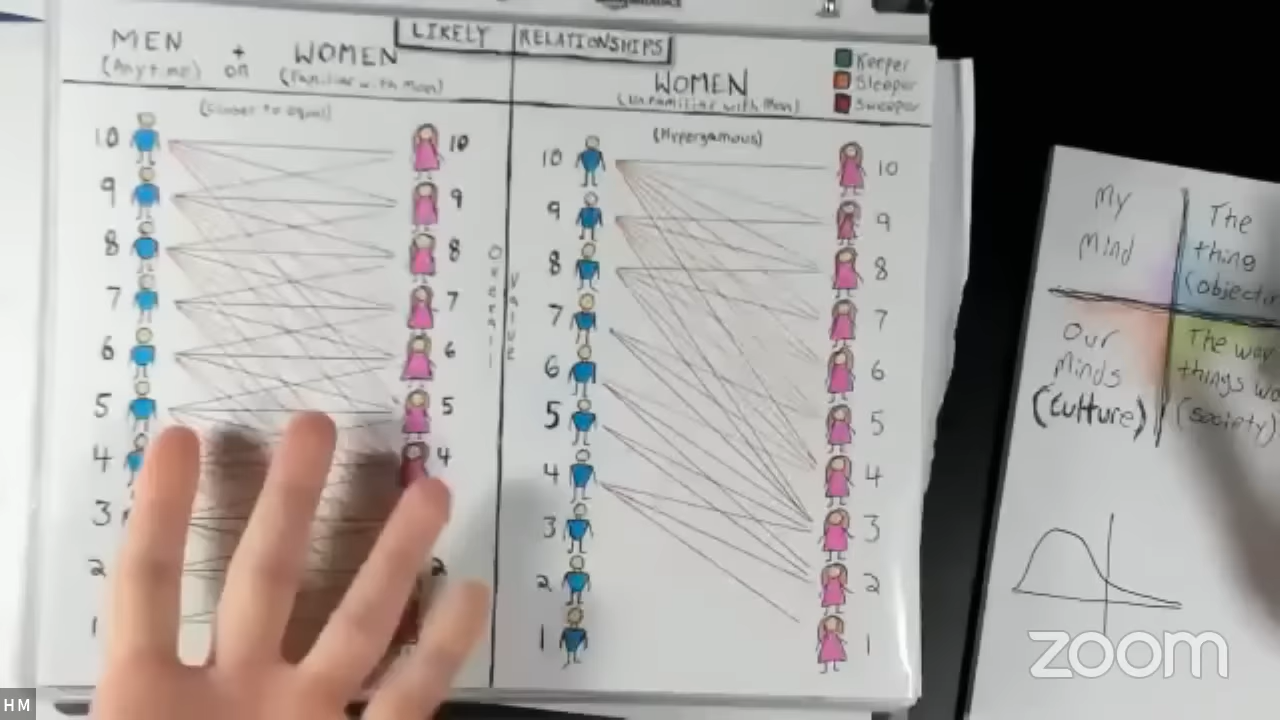 LIKELY RELATIONSHIPS
MEN + WOMEN
(Anytime) on (Familiar with Man)
(Closer to equal)
10 10
9 9
8 8
7 7
6 6
5 5
4 4
3
2 2
1
Overall Value
WOMEN
(Unfamiliar with Man)
(Hypergamous)
Keeper
Sleeper
Sweeper
10 10
9 9
8 8
7 7
6 6
5 5
4 4
3 3
2 2
1 1
My
Mind
The
thing
(objecti
Our
Minds
(culture)
The way
things wo
(society)
zoom
HM